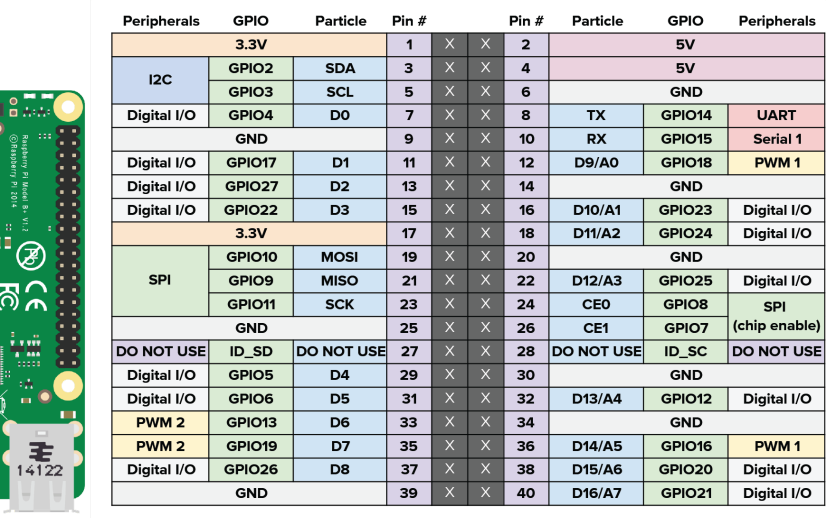 Peripherals GPIO Particle Pin # Pin # Particle GPIO Peripherals
3.3V 1 X X 2 5V
I2C GPIO2 SDA 3 X X 4 5V
GPIO3 SCL 5 X X 6 GND
Digital I/O GPIO4 D0 7 X X 8 TX GPIO14 UART
GND 9 X X 10 RX GPIO15 Serial 1
Digital I/O GPIO17 D1 11 X X 12 D9/A0 GPIO18 PWM 1
Digital I/O GPIO27 D2 13 X X 14 GND
Digital I/O GPIO22 D3 15 X X 16 D10/A1 GPIO23 Digital I/O
3.3V 17 X X 18 D11/A2 GPIO24 Digital I/O
SPI GPIO10 MOSI 19 X X 20 GND
GPIO9 MISO 21 X X 22 D12/A3 GPIO25 Digital I/O
GPIO11 SCK 23 X X 24 CE0 GPIO8 SPI
GND 25 X X 26 CE1 GPIO7 (chip enable)
DO NOT USE ID_SD DO NOT USE 27 X X 28 DO NOT USE ID_SC DO NOT USE
Digital I/O GPIO5 D4 29 X X 30 GND
Digital I/O GPIO6 D5 31 X X 32 D13/A4 GPIO12 Digital I/O
PWM 2 GPIO13 D6 33 X X 34 GND
PWM 2 GPIO19 D7 35 X X 36 D14/A5 GPIO16 PWM 1
Digital I/O GPIO26 D8 37 X X 38 D15/A6 GPIO20 Digital I/O
GND 39 X X 40 D16/A7 GPIO21 Digital I/O
Raspberry Pi Model B+ V1.2
©Raspberry Pi 2014
FC CE
14122